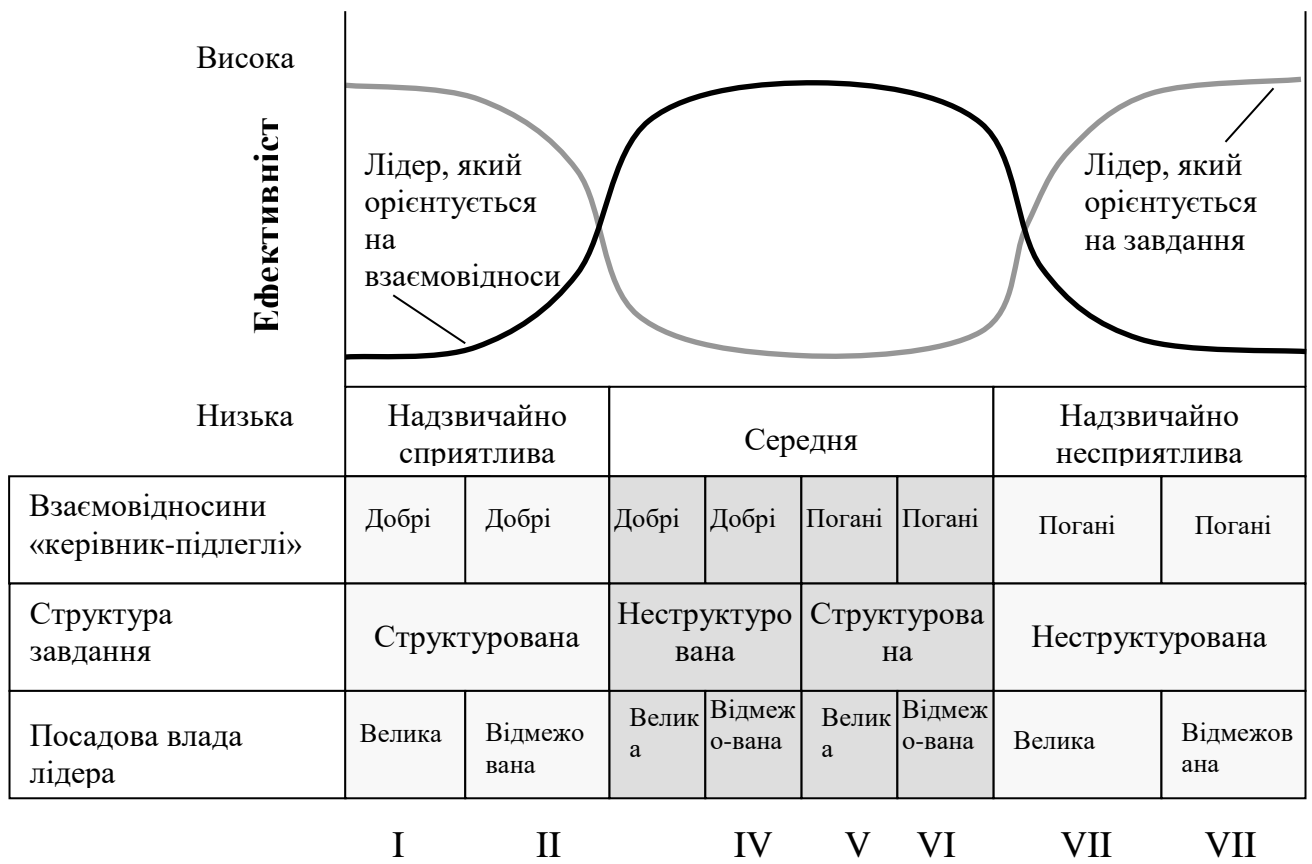 Висока
Ефективніст
Лідер, який
орієнтується
на
взаємовідноси
Лідер, який
орієнтується
на завдання
Низька
Надзвичайно
сприятлива
Середня
Надзвичайно
несприятлива
Взаємовідносини
«керівник-підлеглі»
Добрі
Добрі
Добрі
Добрі
Погані
Погані
Погані
Погані
Структура
завдання
Структурована
Неструктуро
вана
Структурова
на
Неструктурована
Посадова влада
лідера
Велика
Відмежо
вана
Велик
а
Відмеж
о-вана
Велик
а
Відмеж
о-вана
Велика
Відмежов
ана
I II IV V VI VII VII